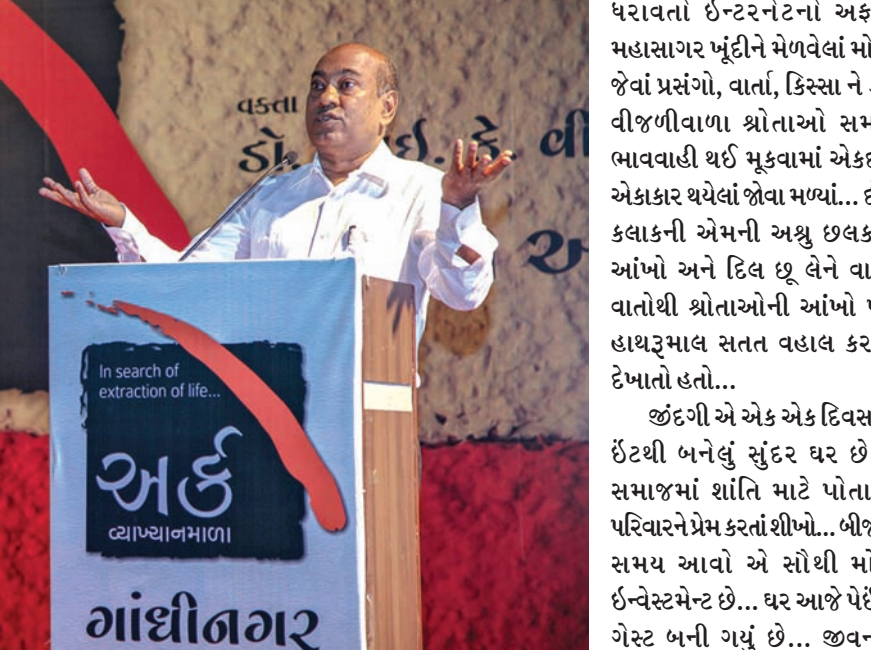 વક્તા
ડો. આઈ. કે. વી
અ
In search of
extraction of life...
અર્ક
વ્યાખ્યાનમાળા
ગાંધીનગર
ધરાવતો ઇન્ટરનેટનો અફ
મહાસાગર ખૂંદીને મેળવેલાં મો
જેવાં પ્રસંગો, વાર્તા, કિસ્સા ને
વીજળીવાળા શ્રોતાઓ સમ
ભાવવાહી થઈ મૂકવામાં એકદ
એકાકાર થયેલાં જોવા મળ્યાં...
કલાકની એમની અશ્રુ છલક
આંખો અને દિલ છૂ લેને વા
વાતોથી શ્રોતાઓની આંખો
હાથરૂમાલ સતત વહાલ કર
દેખાતો હતો...
જીંદગી એ એક એક દિવસ
ઇંટથી બનેલું સુંદર ઘર છે
સમાજમાં શાંતિ માટે પોતા
પરિવારને પ્રેમ કરતાં શીખો... બીજ
સમય આવો એ સૌથી મો
ઇન્વેસ્ટમેન્ટ છે... ઘર આજે પેઈ
ગેસ્ટ બની ગયું છે... જીવન